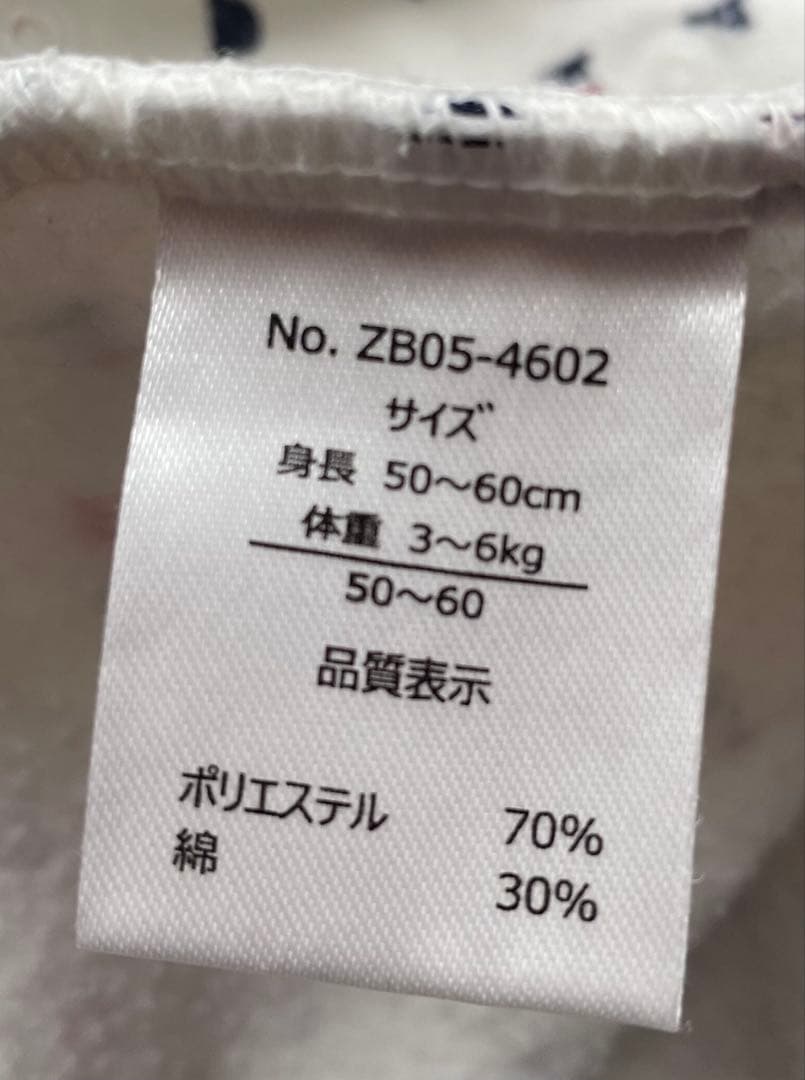 No. ZB05-4602
サイズ
身長 50～60cm
体重 3～6kg
50～60
品質表示
ポリエステル 70%
綿 30%